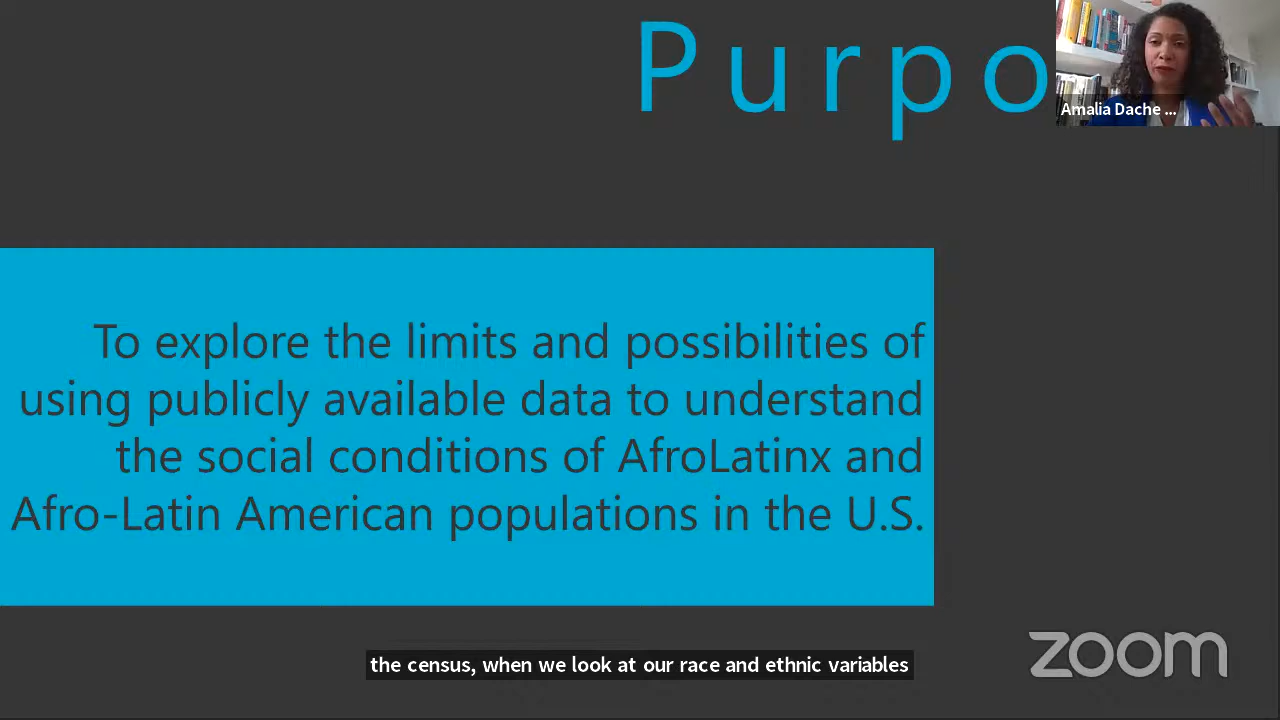 Purpo
Amalia Dache ...
To explore the limits and possibilities of
using publicly available data to understand
the social conditions of AfroLatinx and
Afro-Latin American populations in the U.S.
the census, when we look at our race and ethnic variables
zoom